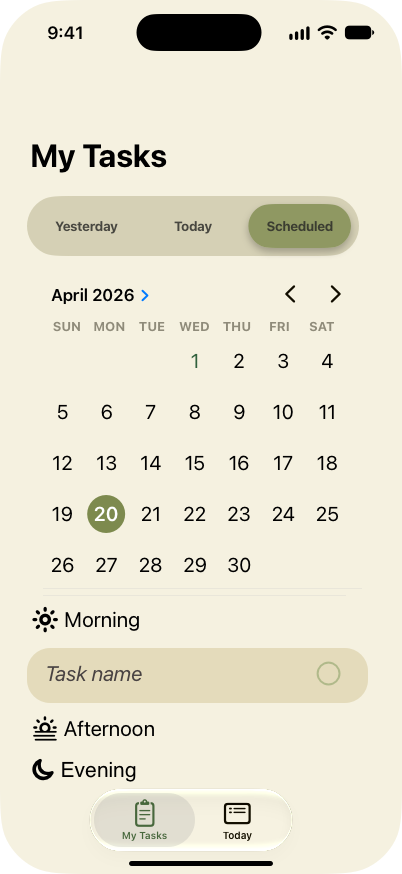 9:41
My Tasks
Yesterday Today Scheduled
April 2026
SUN MON TUE WED THU FRI SAT
1 2 3 4
5 6 7 8 9 10 11
12 13 14 15 16 17 18
19 20 21 22 23 24 25
26 27 28 29 30
Morning
Task name
Afternoon
Evening
My Tasks Today